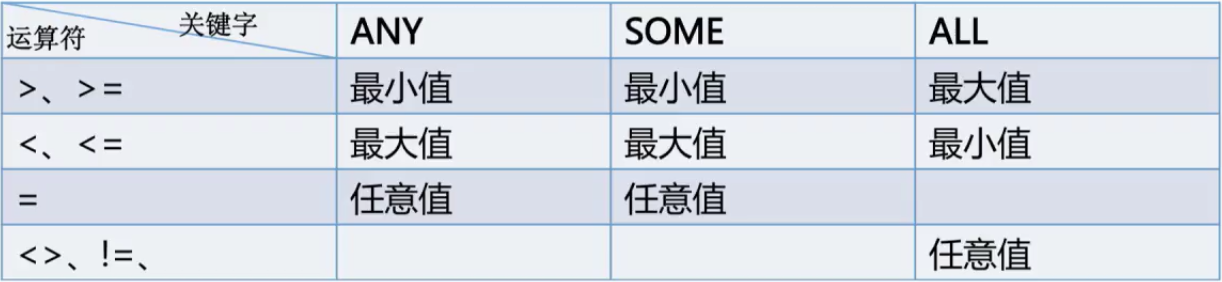 运算符 关键字 ANY SOME ALL
>、>= 最小值 最小值 最大值
<、<= 最大值 最大值 最小值
= 任意值 任意值
<>、!=、 任意值